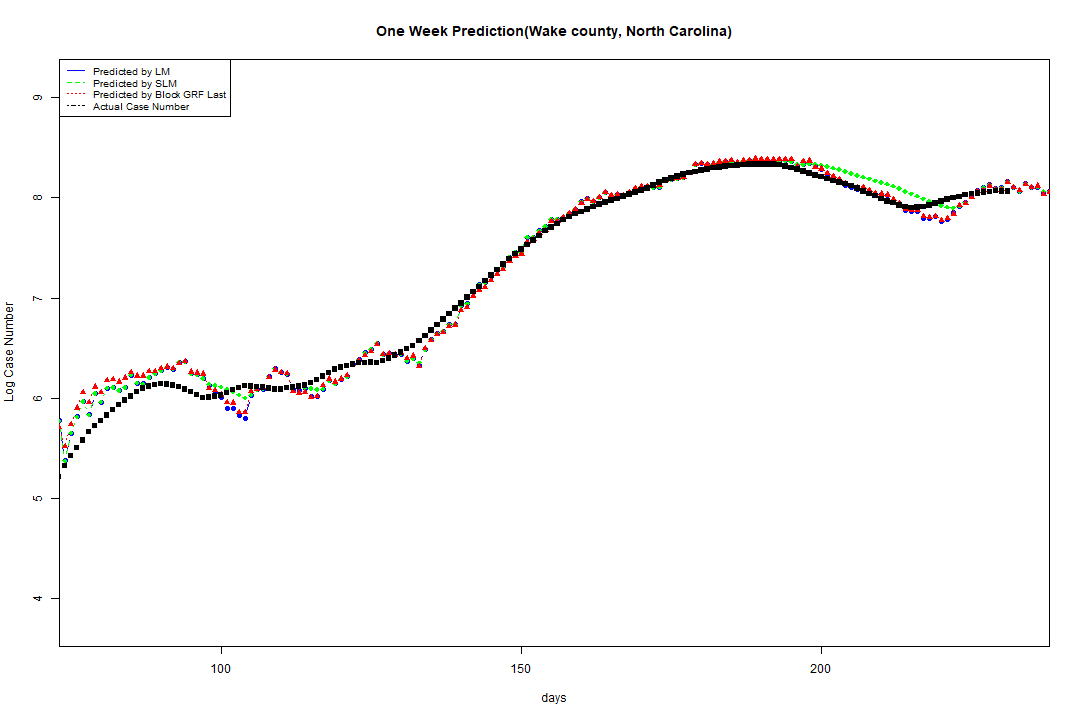 One Week Prediction(Wake county, North Carolina)
Predicted by LM
Predicted by SLM
Predicted by Block GRF Last
Actual Case Number
9
8
7
6
5
4
Log Case Number
100 150 200
days